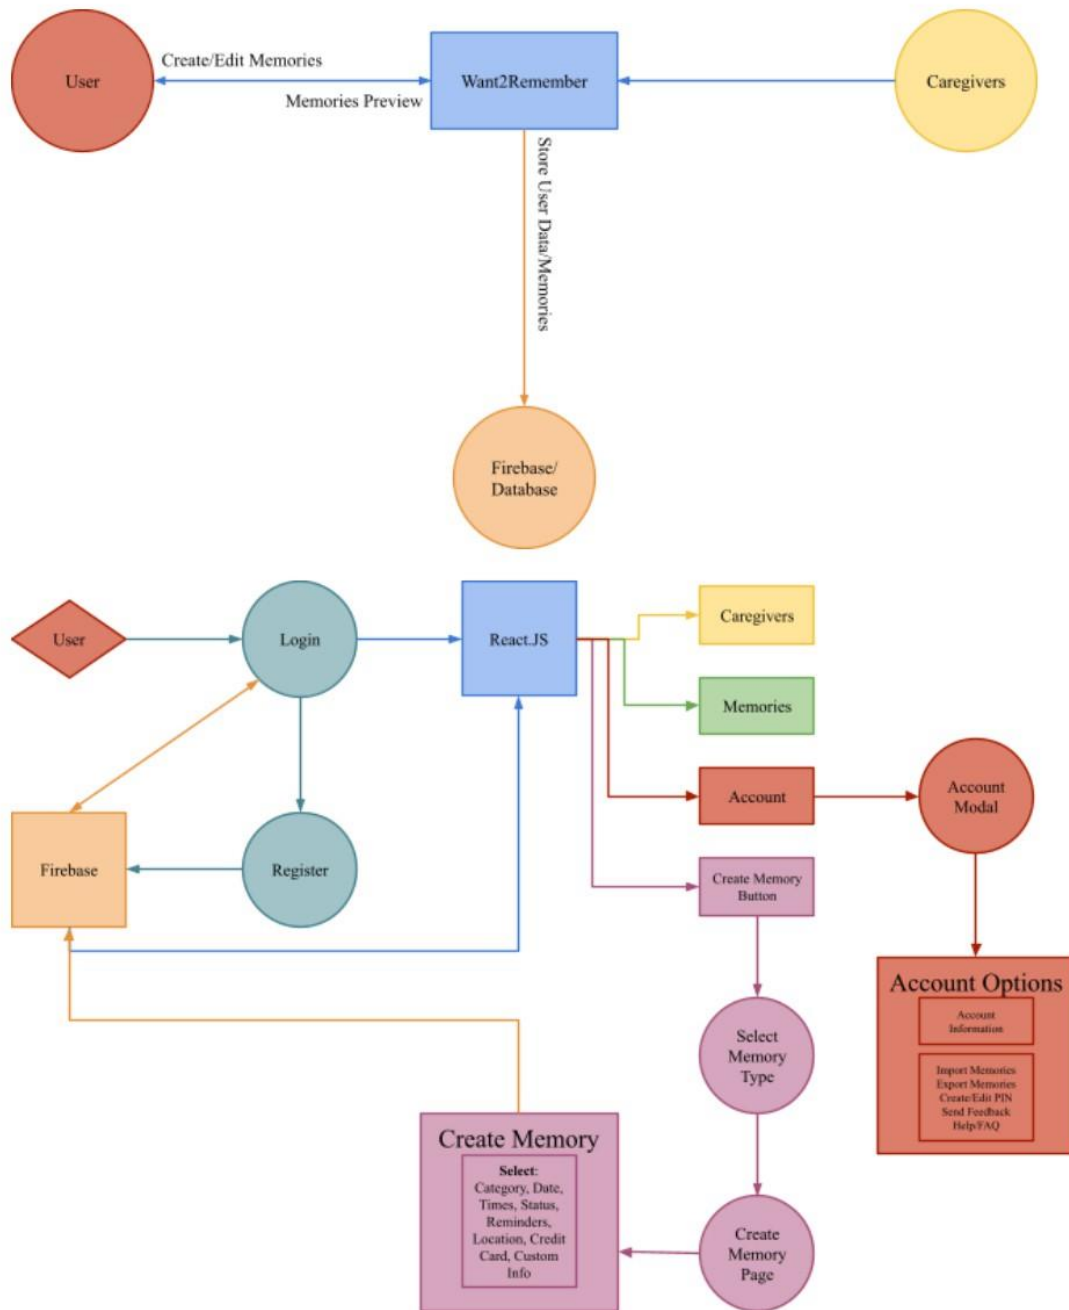 Create/Edit Memories
User
Want2Remember
Caregivers
Memories Preview
Store User Data/Memories
Firebase/
Database
User
Login
React.JS
Caregivers
Memories
Account
Account
Modal
Firebase
Register
Create Memory
Button
Account Options
Account
Information
Import Memories
Export Memories
Create/Edit PIN
Send Feedback
Help/FAQ
Select
Memory
Type
Create Memory
Select:
Category, Date,
Times, Status,
Reminders,
Location, Credit
Card, Custom
Info
Create
Memory
Page